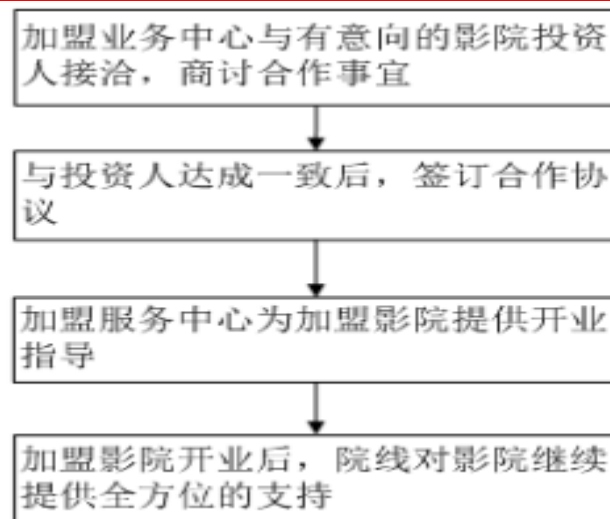 加盟业务中心与有意向的影院投资
人接洽，商讨合作事宜
与投资人达成一致后，签订合作协
议
加盟服务中心为加盟影院提供开业
指导
加盟影院开业后，院线对影院继续
提供全方位的支持